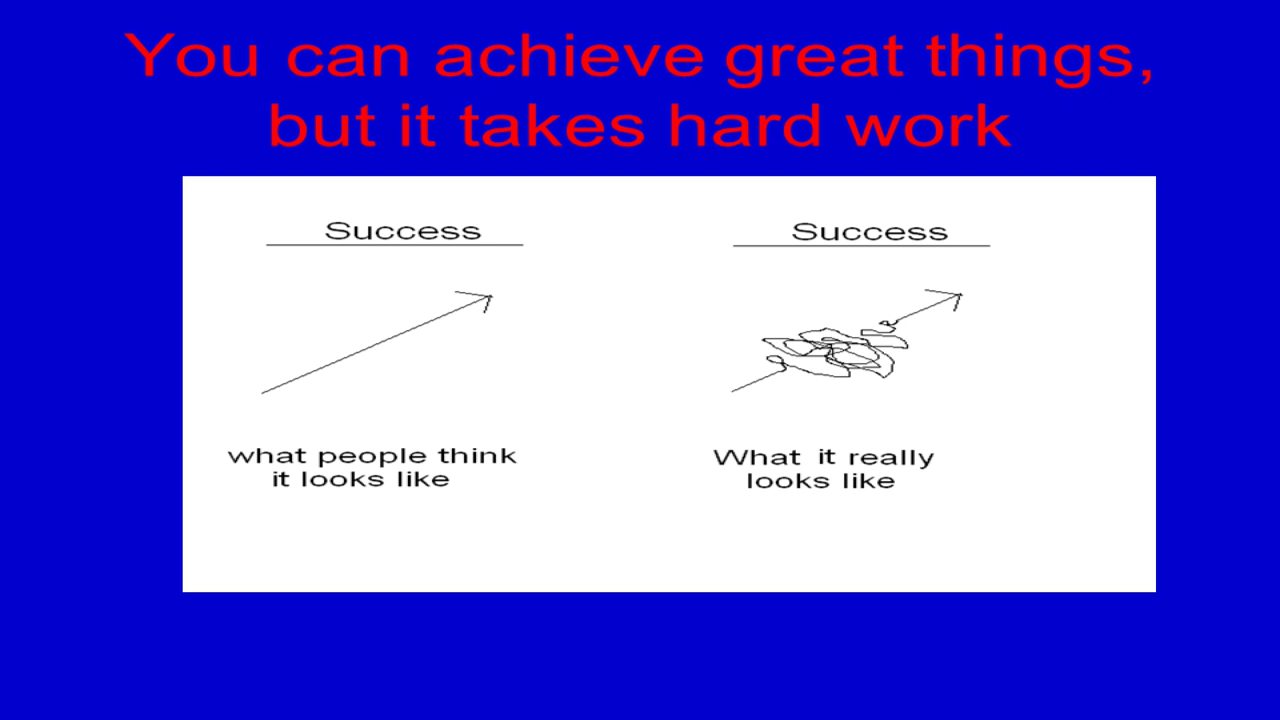 You can achieve great things,
but it takes hard work
Success
what people think
it looks like
Success
What it really
looks like